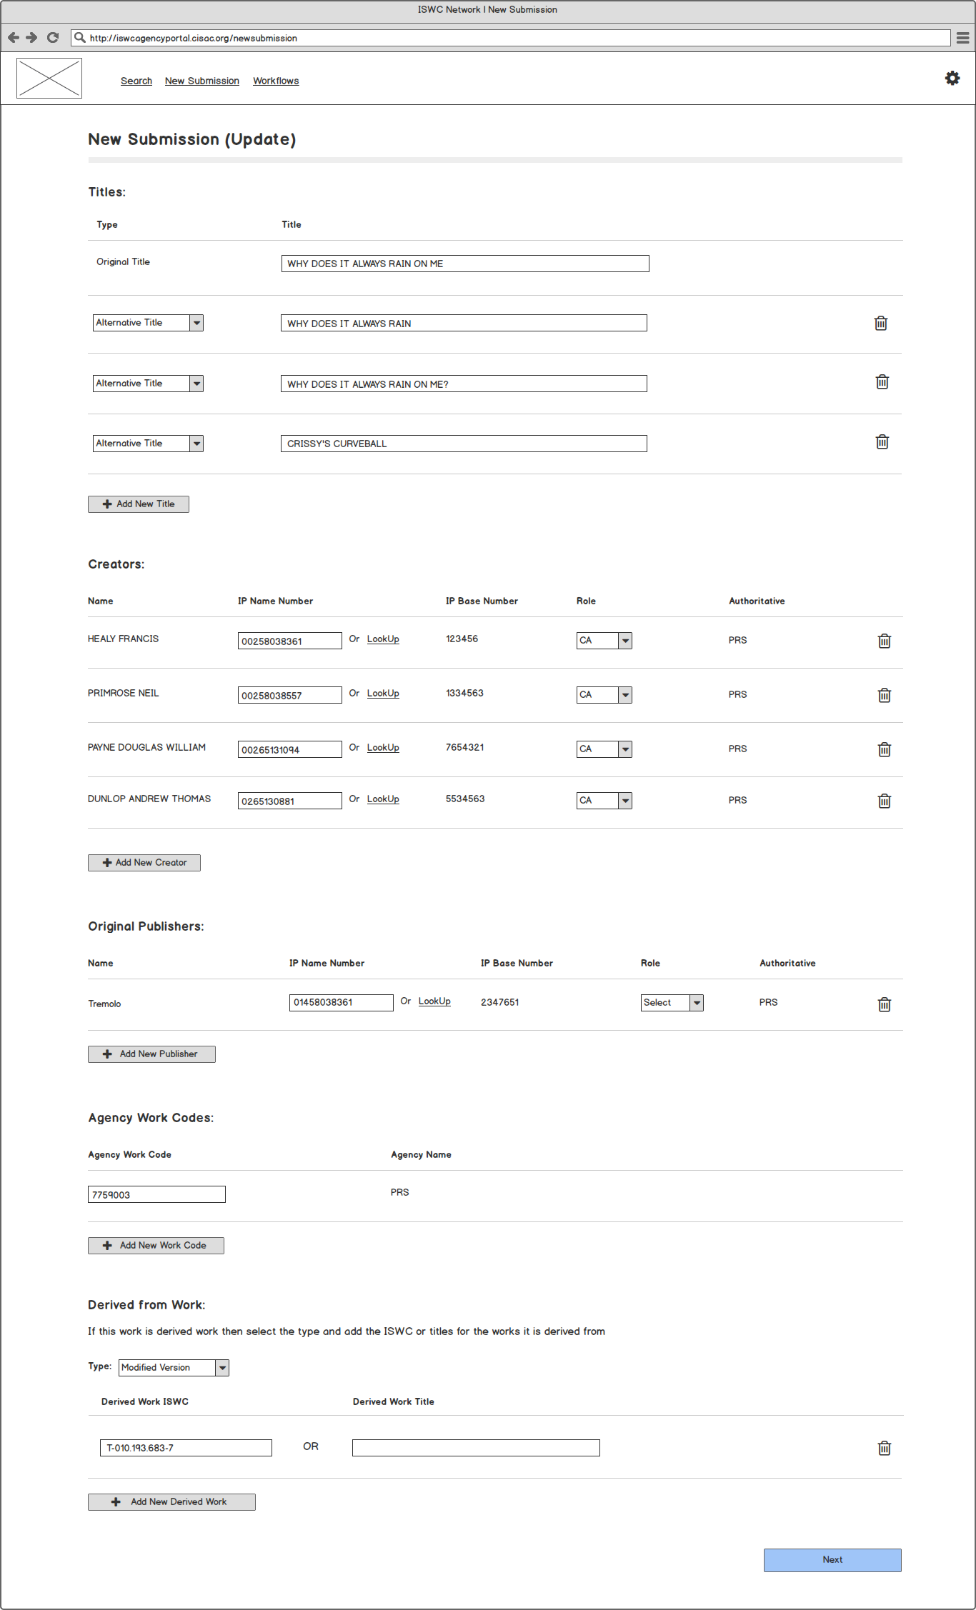 ISWC Network | New Submission
http://iswcagencyportal.cisac.org/newsubmission
Search New Submission Workflows
New Submission (Update)
Titles:
Type Title
Original Title WHY DOES IT ALWAYS RAIN ON ME
Alternative Title WHY DOES IT ALWAYS RAIN
Alternative Title WHY DOES IT ALWAYS RAIN ON ME?
Alternative Title CRISSY'S CURVEBALL
Add New Title
Creators:
Name IP Name Number IP Base Number Role Authoritative
HEALY FRANCIS 00258038361 Or LookUp 123456 CA PRS
PRIMROSE NEIL 00258038557 Or LookUp 1334563 CA PRS
PAYNE DOUGLAS WILLIAM 00265131094 Or LookUp 7654321 CA PRS
DUNLOP ANDREW THOMAS 0265130881 Or LookUp 5534563 CA PRS
Add New Creator
Original Publishers:
Name IP Name Number IP Base Number Role Authoritative
Tremolo 01458038361 Or LookUp 2347651 Select PRS
Add New Publisher
Agency Work Codes:
Agency Work Code Agency Name
7759003 PRS
Add New Work Code
Derived from Work:
If this work is derived work then select the type and add the ISWC or titles for the works it is derived from
Type: Modified Version
Derived Work ISWC Derived Work Title
T-010.193.683-7 OR
Add New Derived Work
Next